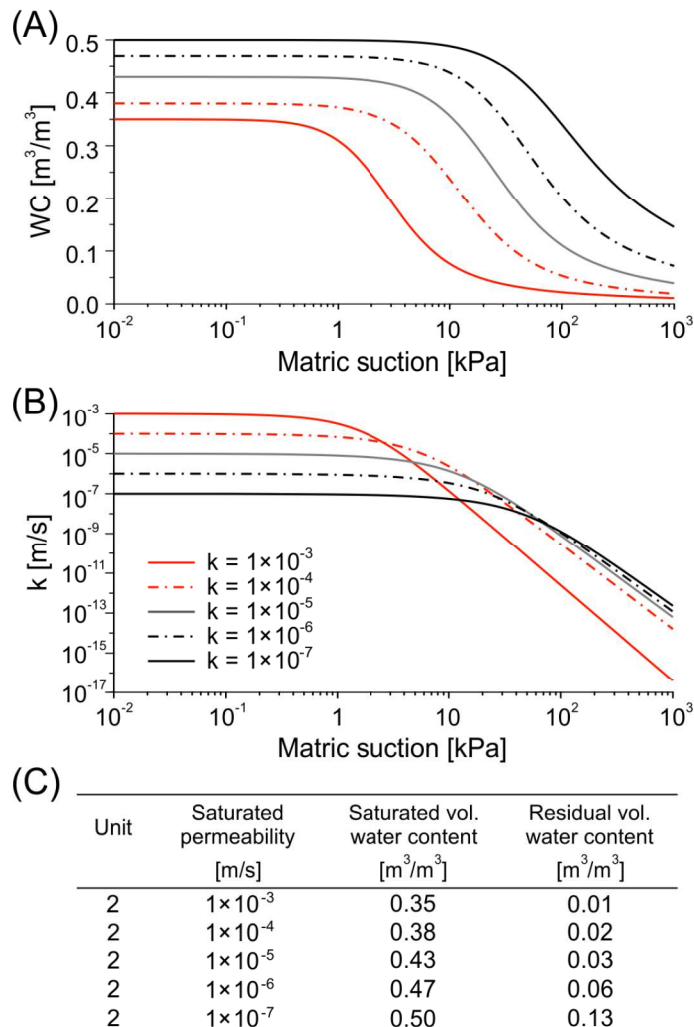 (A)
0.5
0.4
0.3
0.2
0.1
0.0
WC [m³/m³]
10⁻² 10⁻¹ 1 10 10² 10³
Matric suction [kPa]
(B)
10⁻³
10⁻⁵
10⁻⁷
10⁻⁹
10⁻¹¹
10⁻¹³
10⁻¹⁵
10⁻¹⁷
k [m/s]
k = 1×10⁻³
k = 1×10⁻⁴
k = 1×10⁻⁵
k = 1×10⁻⁶
k = 1×10⁻⁷
10⁻² 10⁻¹ 1 10 10² 10³
Matric suction [kPa]
(C)
Unit Saturated permeability Saturated vol. water content Residual vol. water content
[m/s] [m³/m³] [m³/m³]
2 1×10⁻³ 0.35 0.01
2 1×10⁻⁴ 0.38 0.02
2 1×10⁻⁵ 0.43 0.03
2 1×10⁻⁶ 0.47 0.06
2 1×10⁻⁷ 0.50 0.13